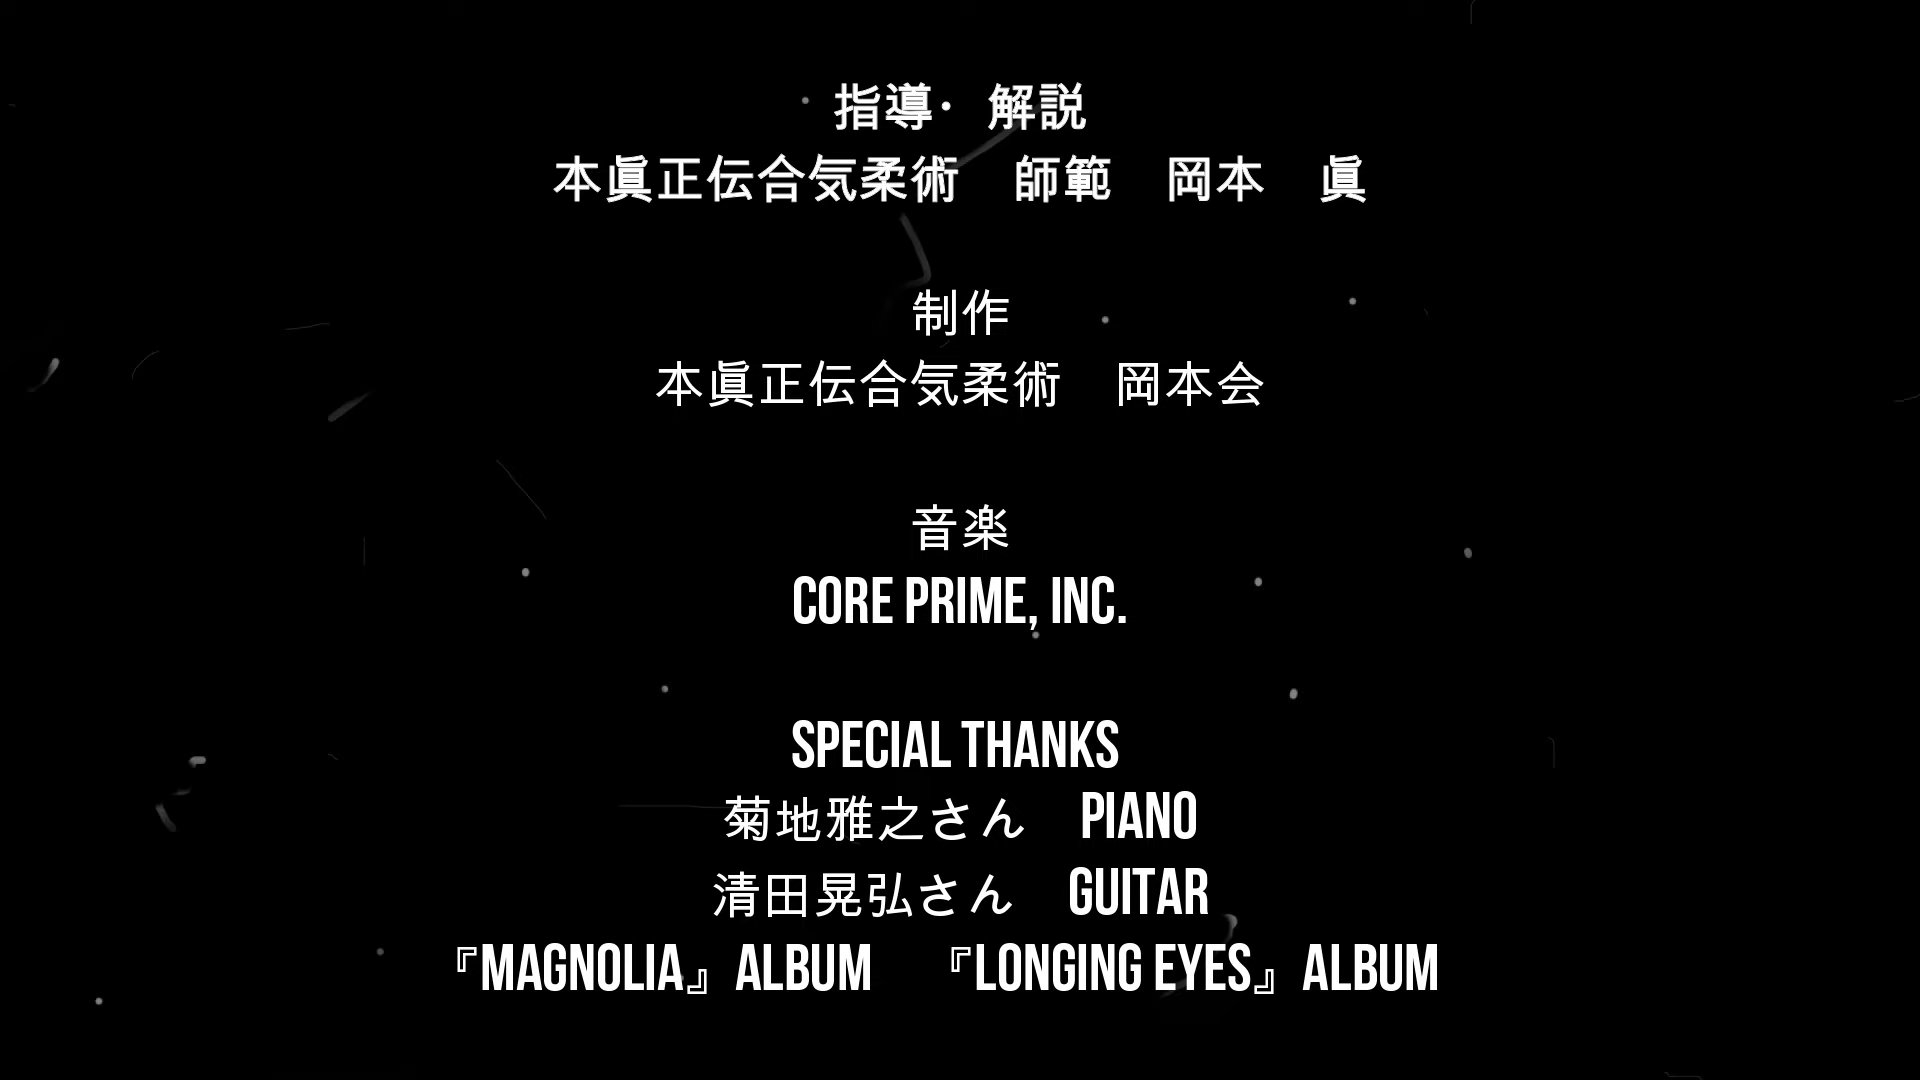 指導・ 解説
本眞正伝合気柔術　師範　岡本　眞
制作
本眞正伝合気柔術　岡本会
音楽
CORE PRIME, INC.
SPECIAL THANKS
菊地雅之さん　PIANO
清田晃弘さん　GUITAR
『MAGNOLIA』ALBUM　『LONGING EYES』ALBUM